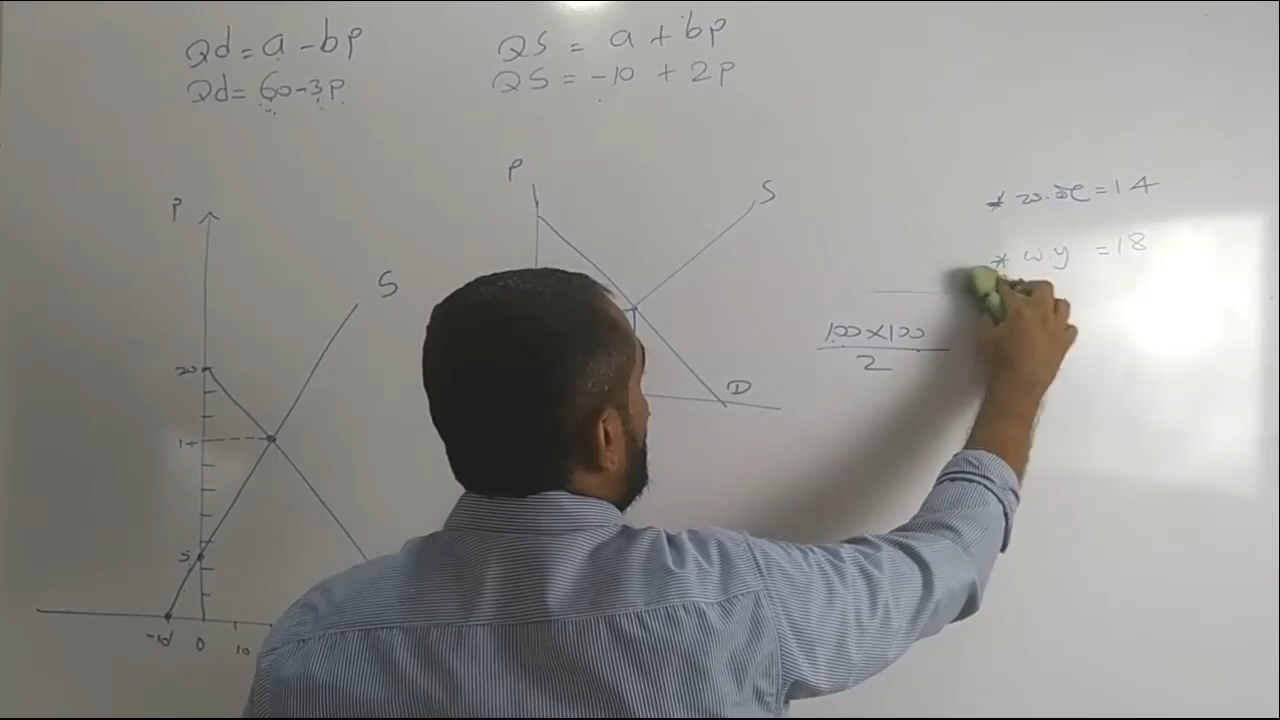 Qd = a - bp
Qd = 60 - 3p
QS = a + bp
QS = -10 + 2p
P
S
20
14
5
-10 0 10
P
S
D
= 14
* w.y = 18
100 x 100
2